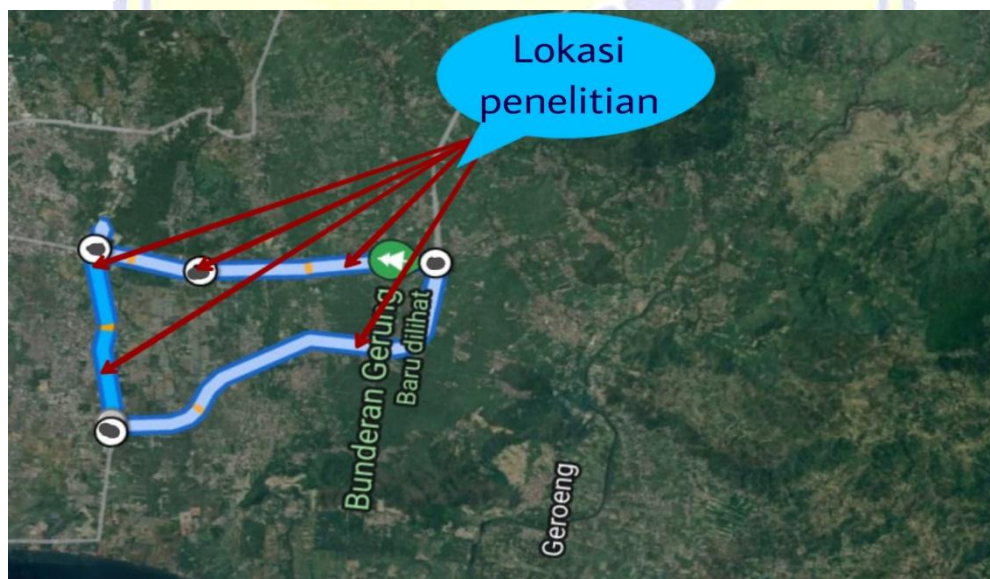 Lokasi
penelitian
Bunderan Gerung
Baru dilihat
Geroeng